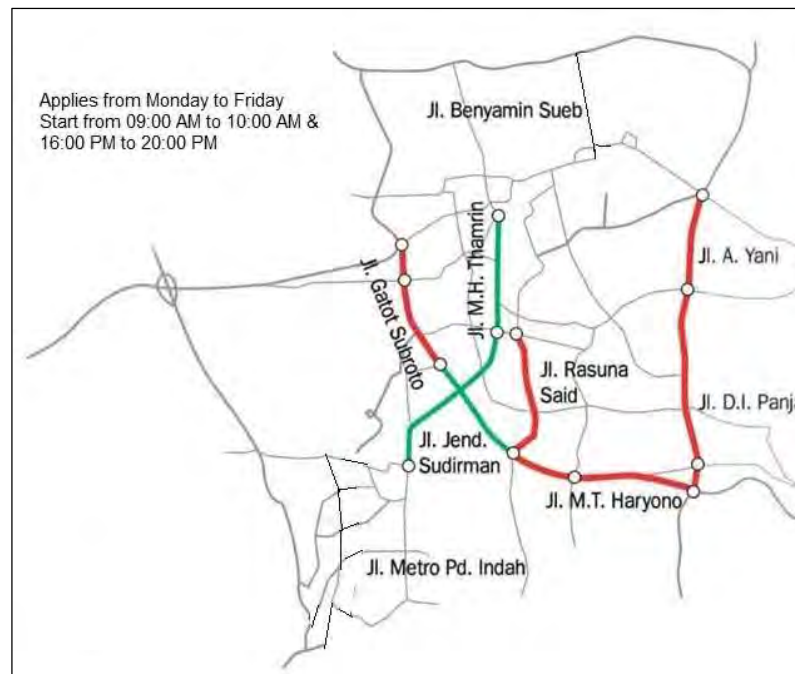 Applies from Monday to Friday
Start from 09:00 AM to 10:00 AM &
16:00 PM to 20:00 PM
Jl. Benyamin Sueb
Jl. M.H. Thamrin
Jl. A. Yani
Jl. Gatot Subroto
Jl. Rasuna
Said
Jl. D.I. Panja
Jl. Jend.
Sudirman
Jl. M.T. Haryono
Jl. Metro Pd. Indah